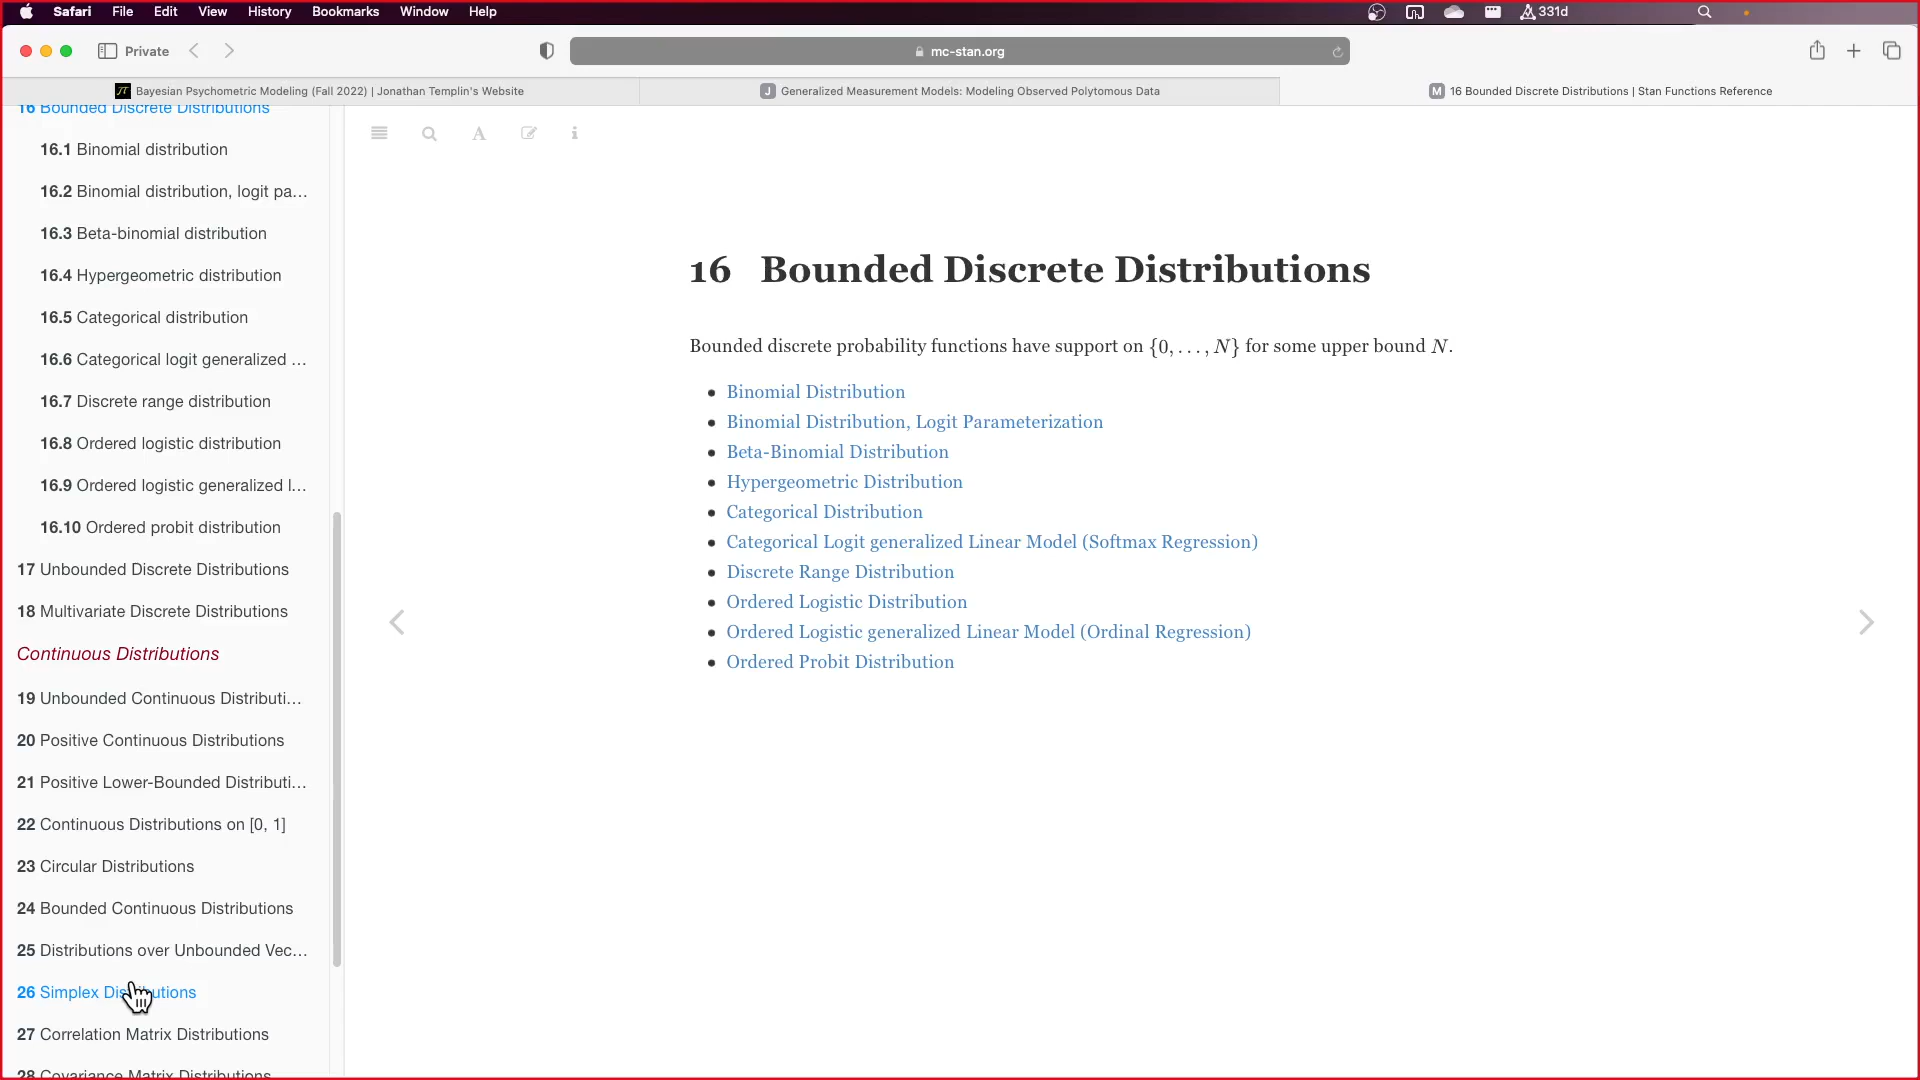 Safari File Edit View History Bookmarks Window Help 331d
Private mc-stan.org
Bayesian Psychometric Modeling (Fall 2022) | Jonathan Templin's Website
J Generalized Measurement Models: Modeling Observed Polytomous Data
M 16 Bounded Discrete Distributions | Stan Functions Reference
16 Bounded Discrete Distributions
16.1 Binomial distribution
16.2 Binomial distribution, logit pa…
16.3 Beta-binomial distribution
16.4 Hypergeometric distribution
16.5 Categorical distribution
16.6 Categorical logit generalized …
16.7 Discrete range distribution
16.8 Ordered logistic distribution
16.9 Ordered logistic generalized l…
16.10 Ordered probit distribution
17 Unbounded Discrete Distributions
18 Multivariate Discrete Distributions
Continuous Distributions
19 Unbounded Continuous Distributi…
20 Positive Continuous Distributions
21 Positive Lower-Bounded Distributi…
22 Continuous Distributions on [0, 1]
23 Circular Distributions
24 Bounded Continuous Distributions
25 Distributions over Unbounded Vec…
26 Simplex Distributions
27 Correlation Matrix Distributions
28 Covariance Matrix Distributions
16 Bounded Discrete Distributions
Bounded discrete probability functions have support on {0, . . . , N} for some upper bound N.
Binomial Distribution
Binomial Distribution, Logit Parameterization
Beta-Binomial Distribution
Hypergeometric Distribution
Categorical Distribution
Categorical Logit generalized Linear Model (Softmax Regression)
Discrete Range Distribution
Ordered Logistic Distribution
Ordered Logistic generalized Linear Model (Ordinal Regression)
Ordered Probit Distribution